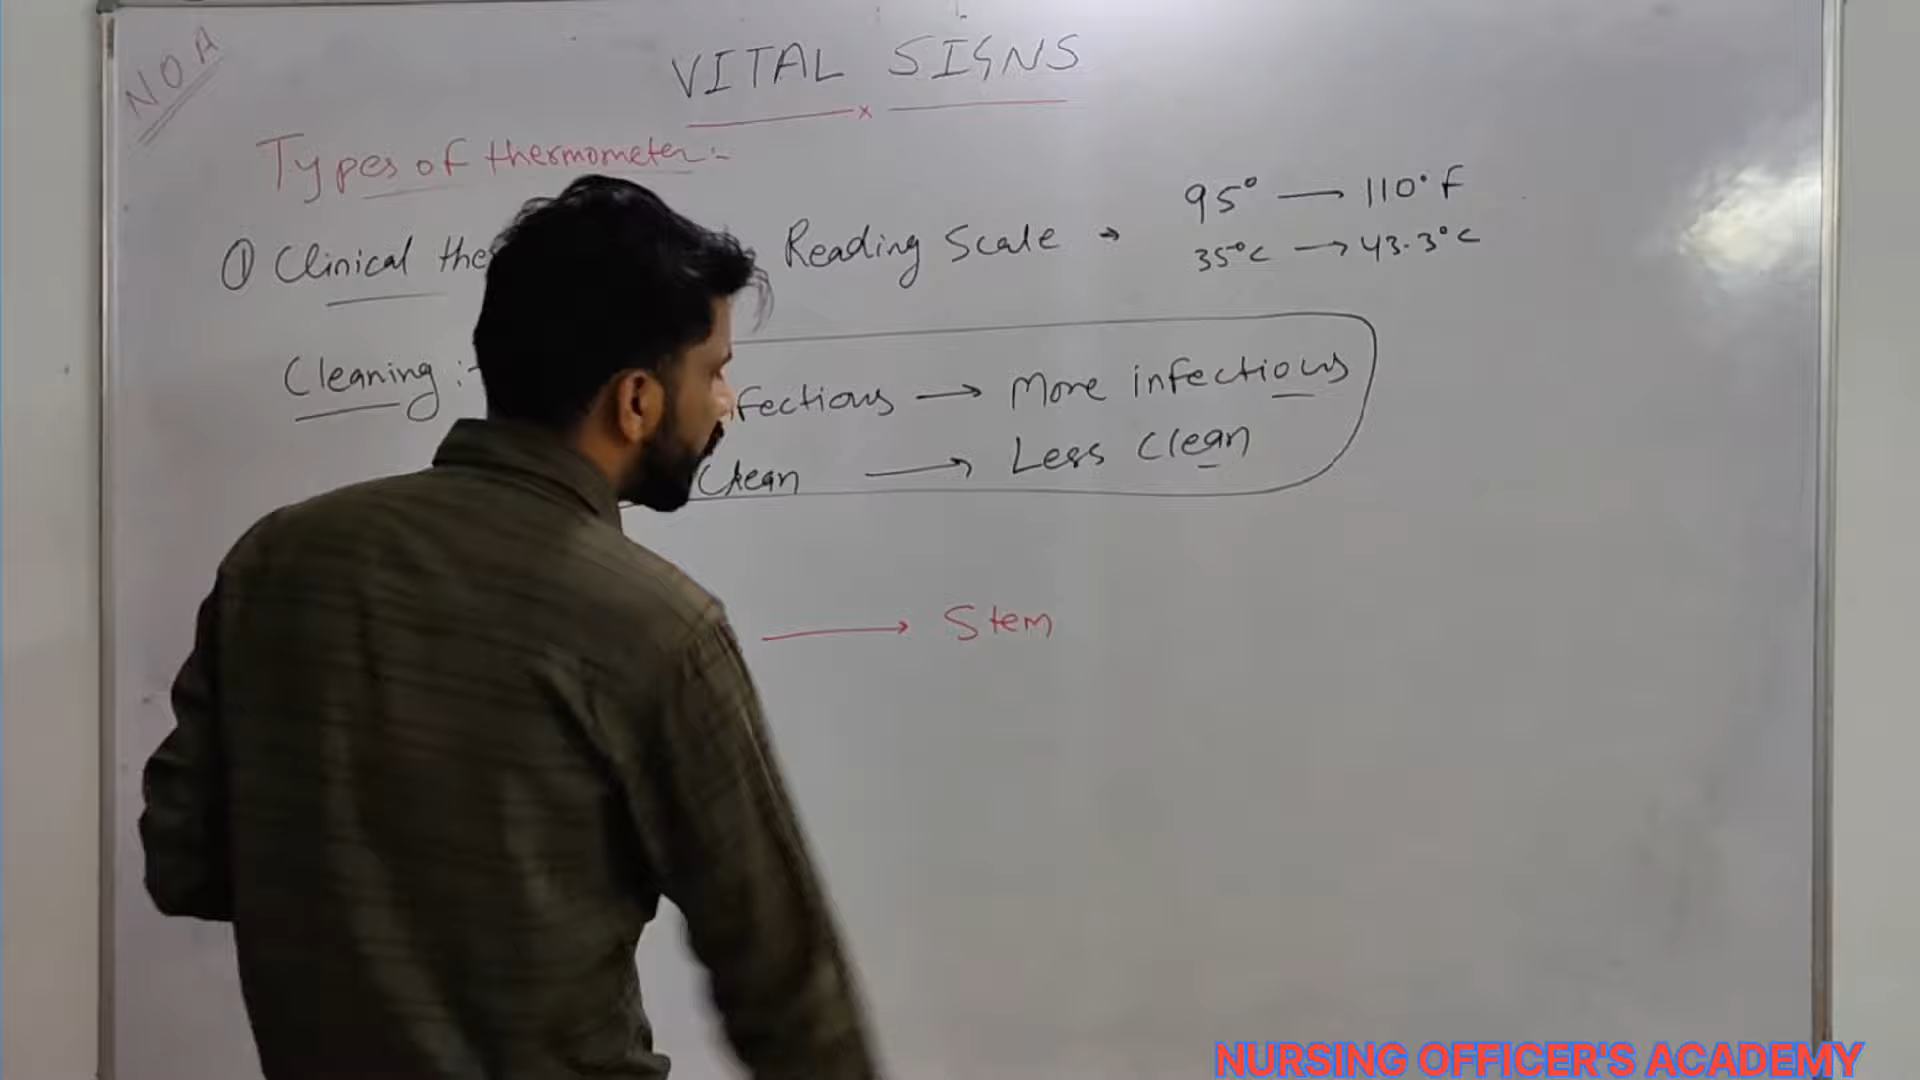 NOA
VITAL SIGNS
x
Types of thermometer :-
① Clinical the Reading Scale → 95° → 110°F
35°C → 43.3°C
Cleaning :- fectious → More infectious
Clean → Less clean
→ Stem
NURSING OFFICER'S ACADEMY